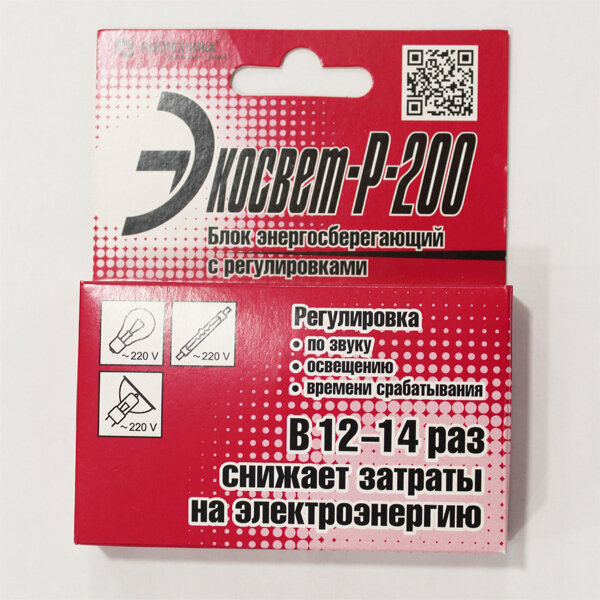 Экосвет-Р-200
Блок энергосберегающий
с регулировками
~220 V
~220 V
~220 V
Регулировка
• по звуку
• освещению
• времени срабатывания
В 12–14 раз
снижает затраты
на электроэнергию